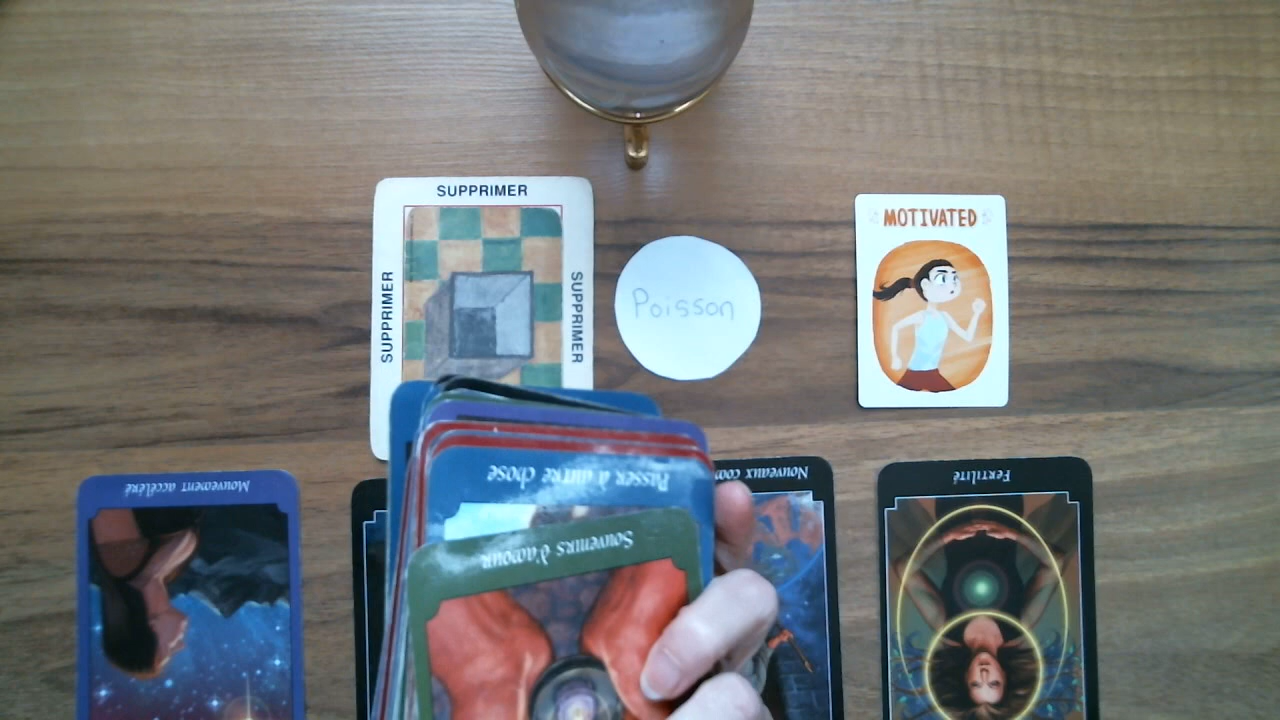 SUPPRIMER
SUPPRIMER
SUPPRIMER
Poisson
MOTIVATED
Mouvement accéléré
Passer à autre chose
Souvenirs d'amour
Nouveaux
Fertilité